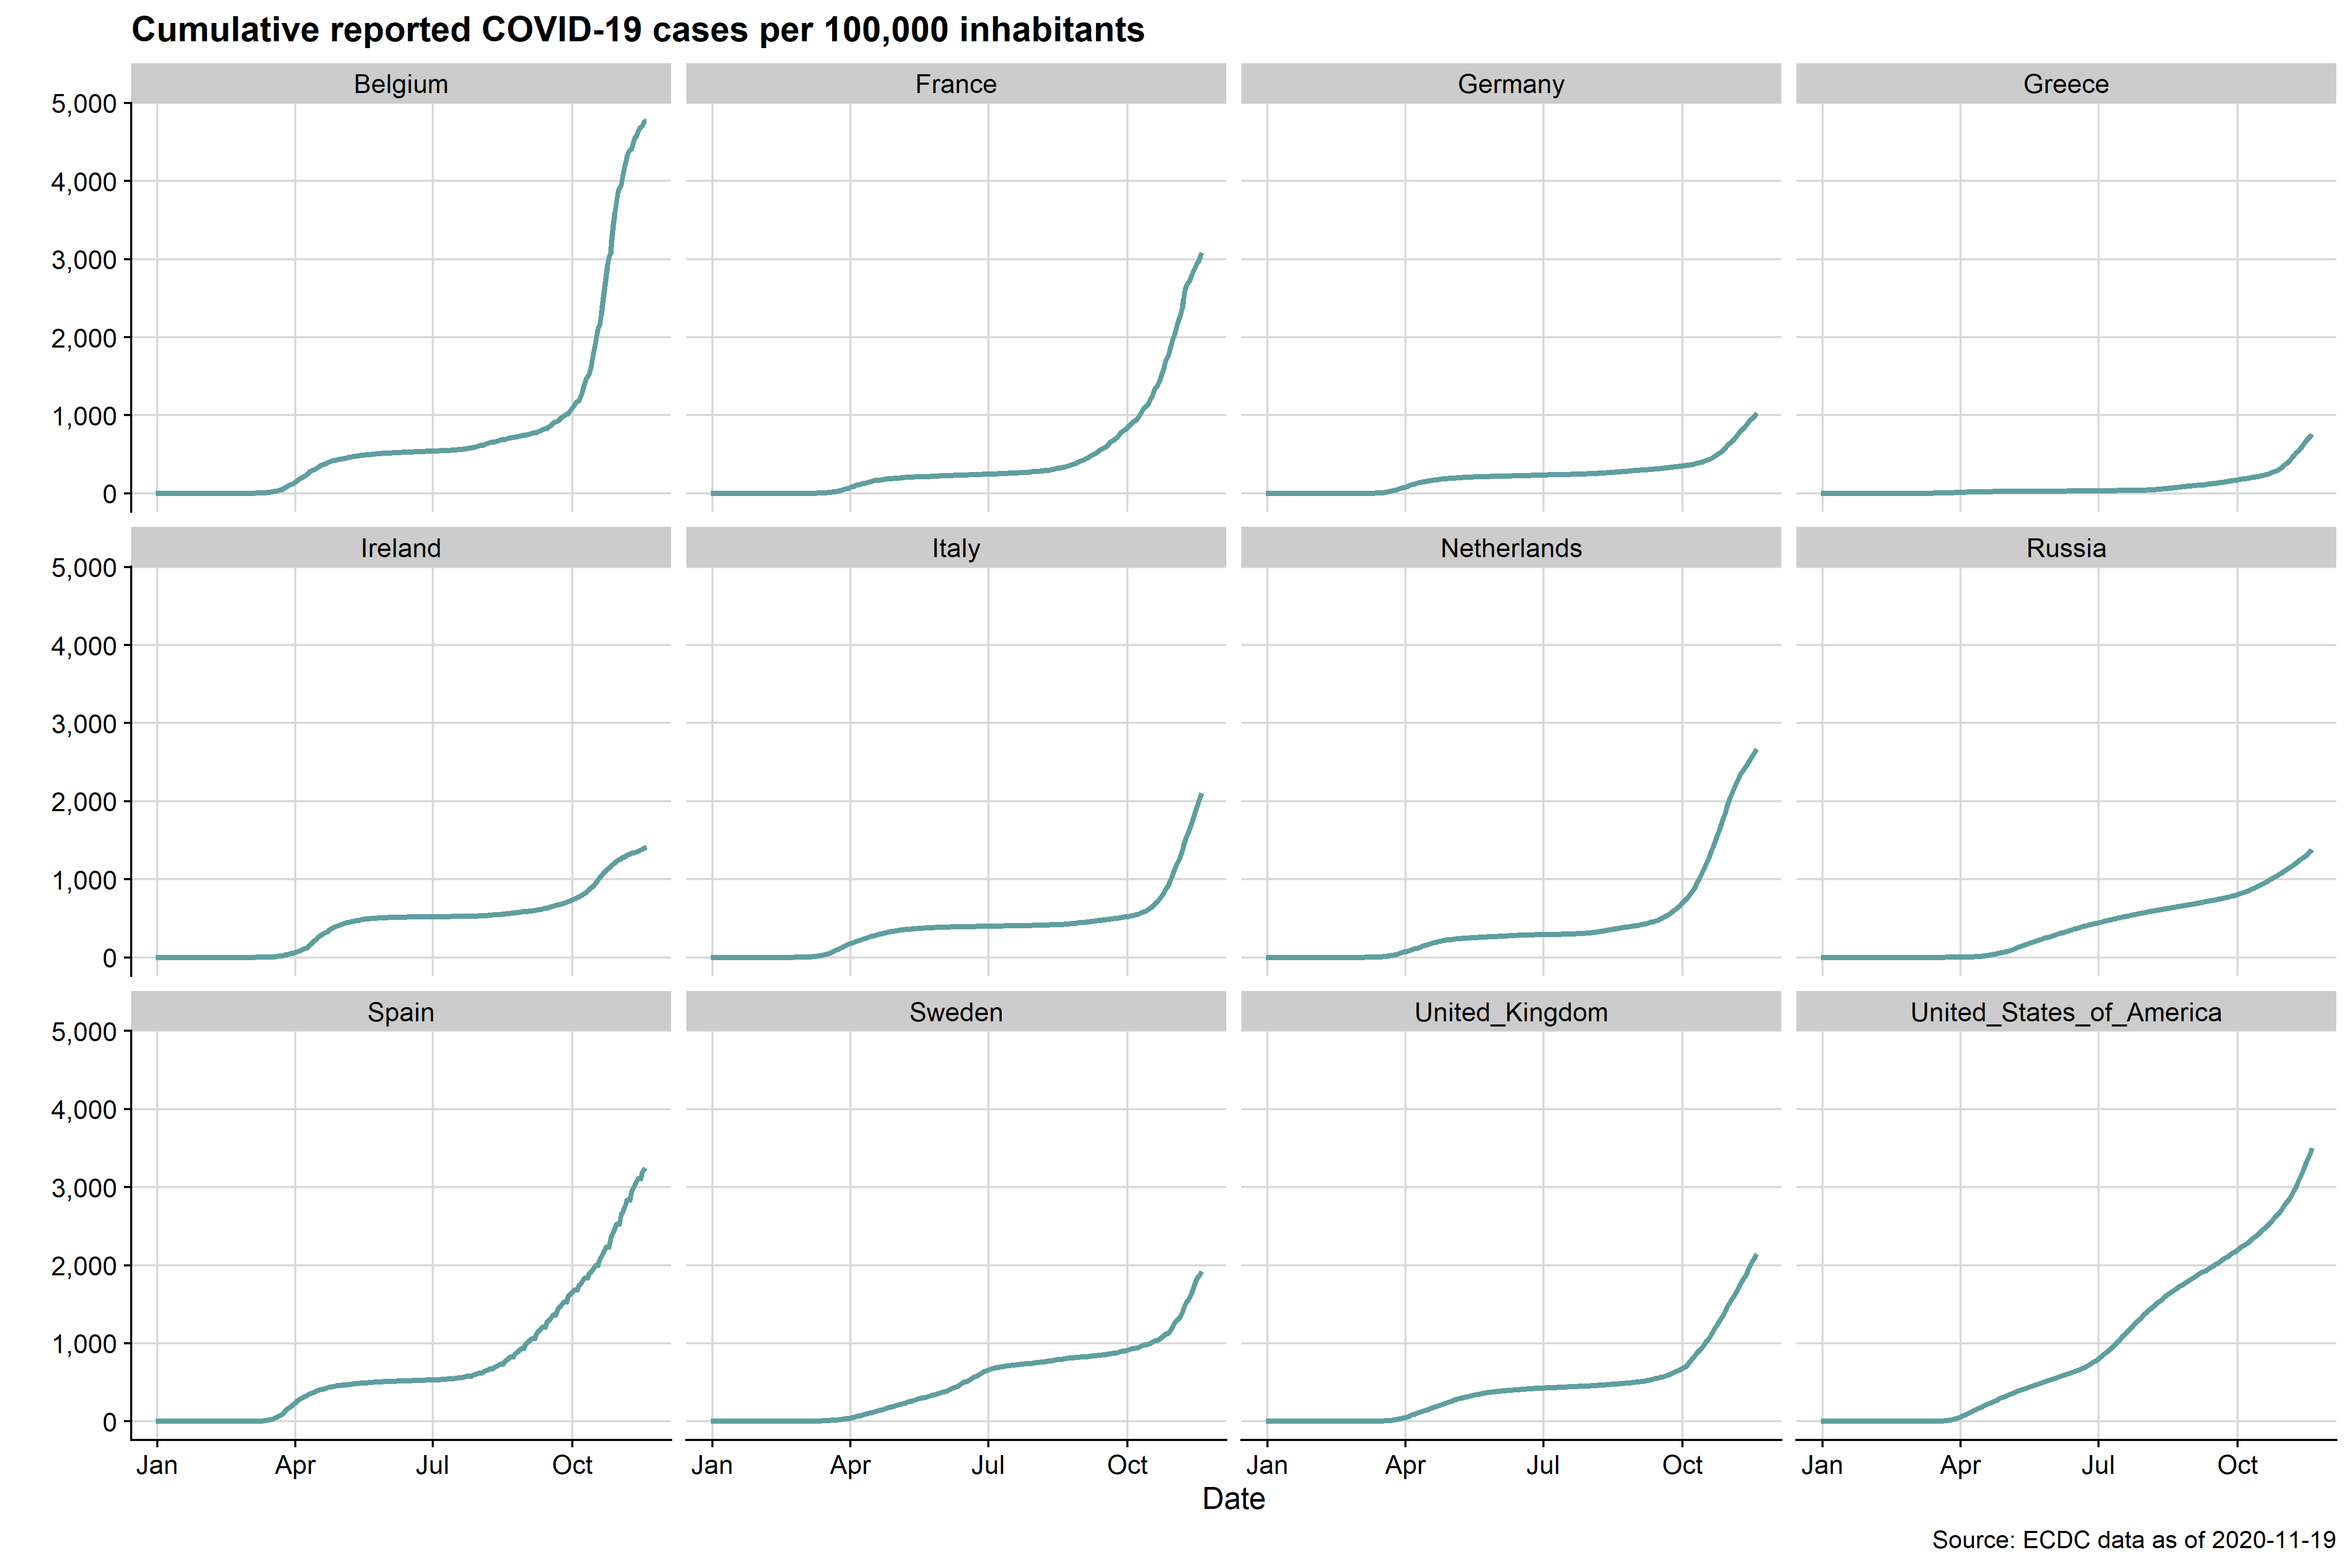 Cumulative reported COVID-19 cases per 100,000 inhabitants
Belgium France Germany Greece
5,000
4,000
3,000
2,000
1,000
0
Ireland Italy Netherlands Russia
5,000
4,000
3,000
2,000
1,000
0
Spain Sweden United_Kingdom United_States_of_America
5,000
4,000
3,000
2,000
1,000
0
Jan Apr Jul Oct Jan Apr Jul Oct Jan Apr Jul Oct Jan Apr Jul Oct
Date
Source: ECDC data as of 2020-11-19